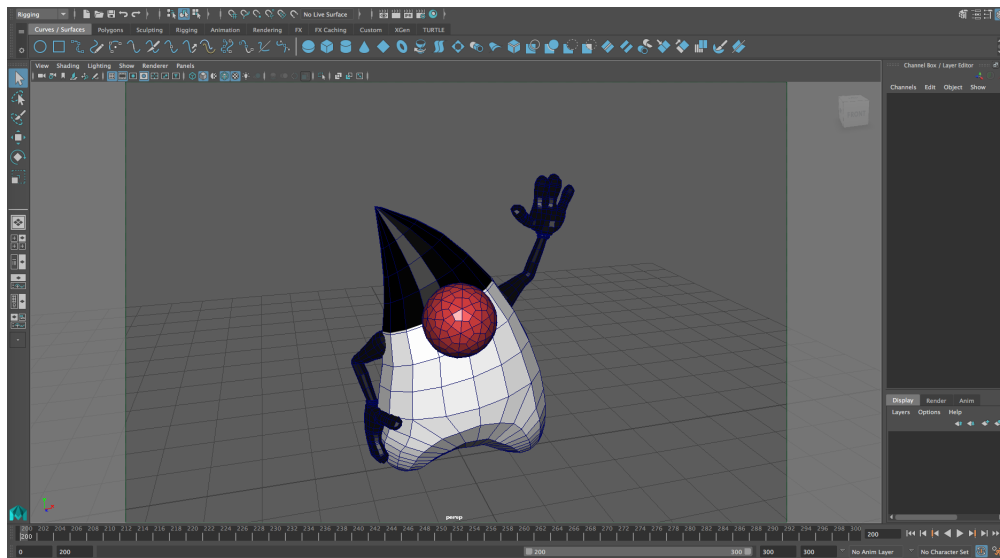 Rigging No Live Surface
Curves / Surfaces Polygons Sculpting Rigging Animation Rendering FX FX Caching Custom XGen TURTLE
View Shading Lighting Show Renderer Panels
Channel Box / Layer Editor
Channels Edit Object Show
FRONT
Display Render Anim
Layers Options Help
persp
200 202 204 206 208 210 212 214 216 218 220 222 224 226 228 230 232 234 236 238 240 242 244 246 248 250 252 254 256 258 260 262 264 266 268 270 272 274 276 278 280 282 284 286 288 290 292 294 296 298 300
200 200
0 200 200 300 300 300 No Anim Layer No Character Set